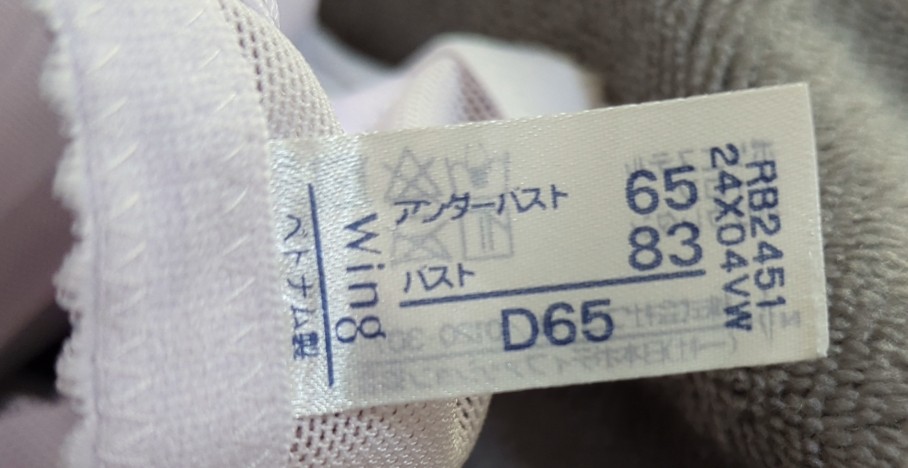 アンダーバスト 65
バスト 83
D65
Wing
ベトナム製
RB2451
24X04VW